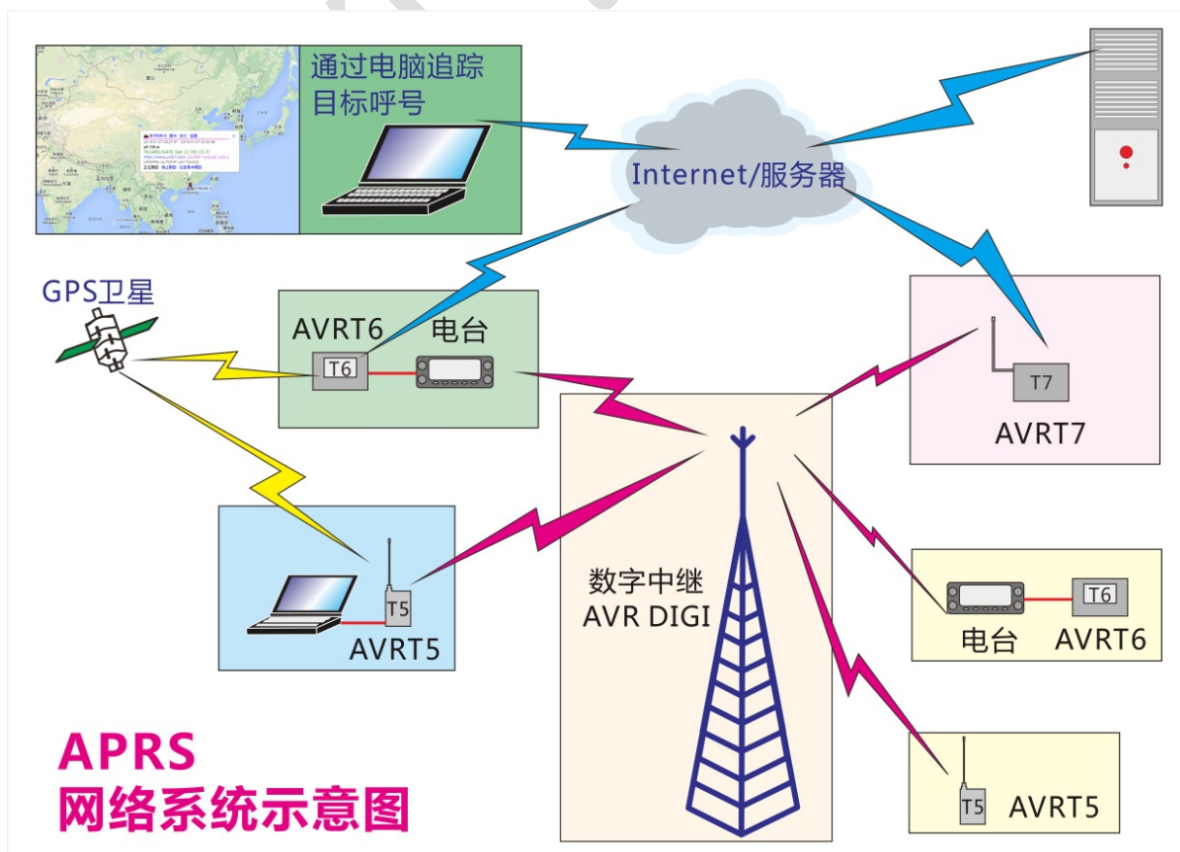 通过电脑追踪
目标呼号
Internet/服务器
GPS卫星
AVRT6 电台
T6
T7
AVRT7
T5
AVRT5
数字中继
AVR DIGI
T6
电台 AVRT6
T5 AVRT5
APRS
网络系统示意图